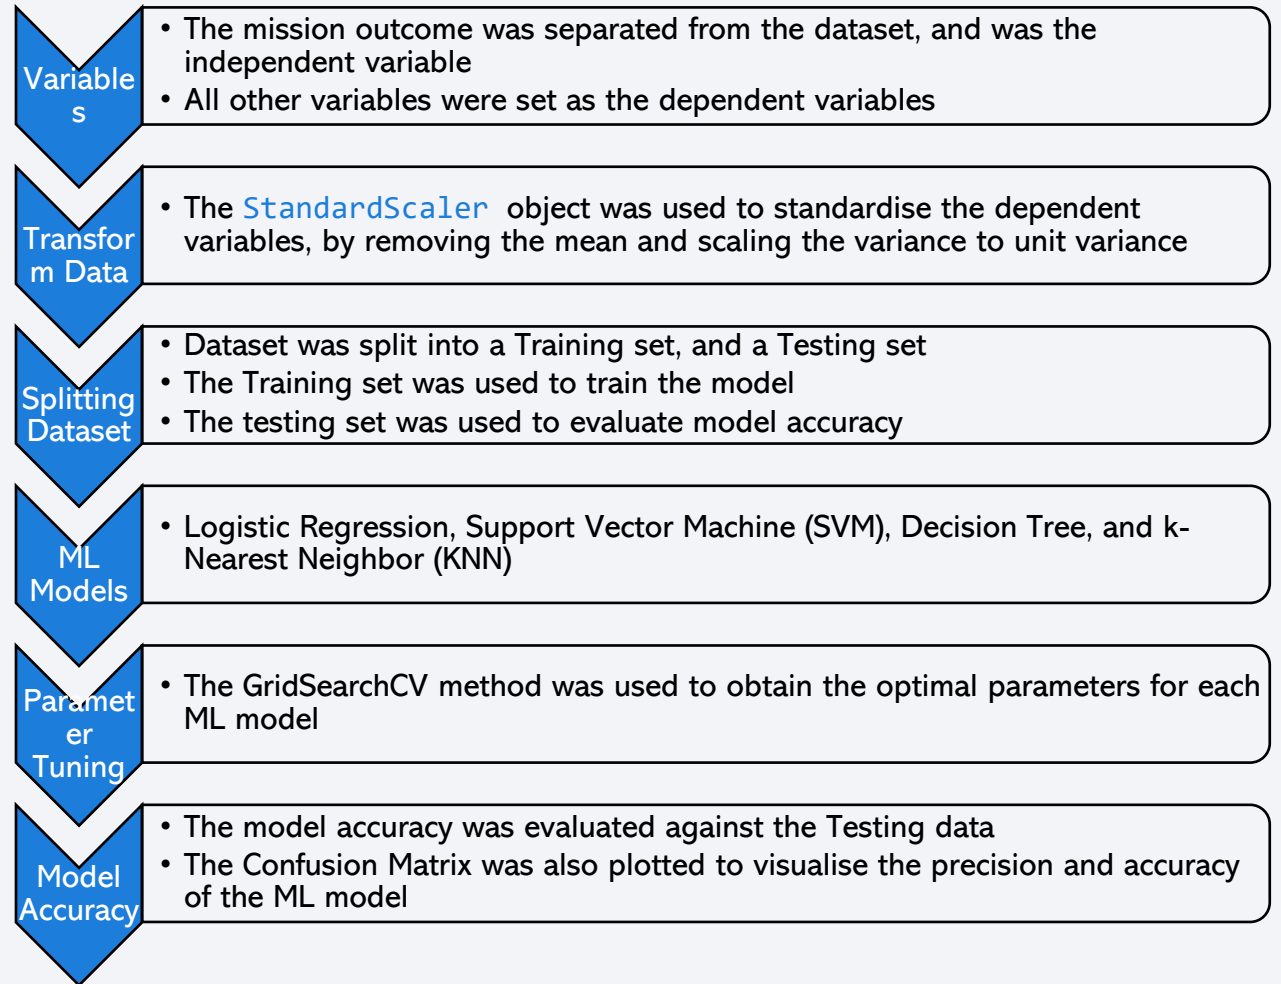 Variable
s
• The mission outcome was separated from the dataset, and was the
independent variable
• All other variables were set as the dependent variables
Transfor
m Data
• The StandardScaler object was used to standardise the dependent
variables, by removing the mean and scaling the variance to unit variance
Splitting
Dataset
• Dataset was split into a Training set, and a Testing set
• The Training set was used to train the model
• The testing set was used to evaluate model accuracy
ML
Models
• Logistic Regression, Support Vector Machine (SVM), Decision Tree, and k-
Nearest Neighbor (KNN)
Paramet
er
Tuning
• The GridSearchCV method was used to obtain the optimal parameters for each
ML model
Model
Accuracy
• The model accuracy was evaluated against the Testing data
• The Confusion Matrix was also plotted to visualise the precision and accuracy
of the ML model